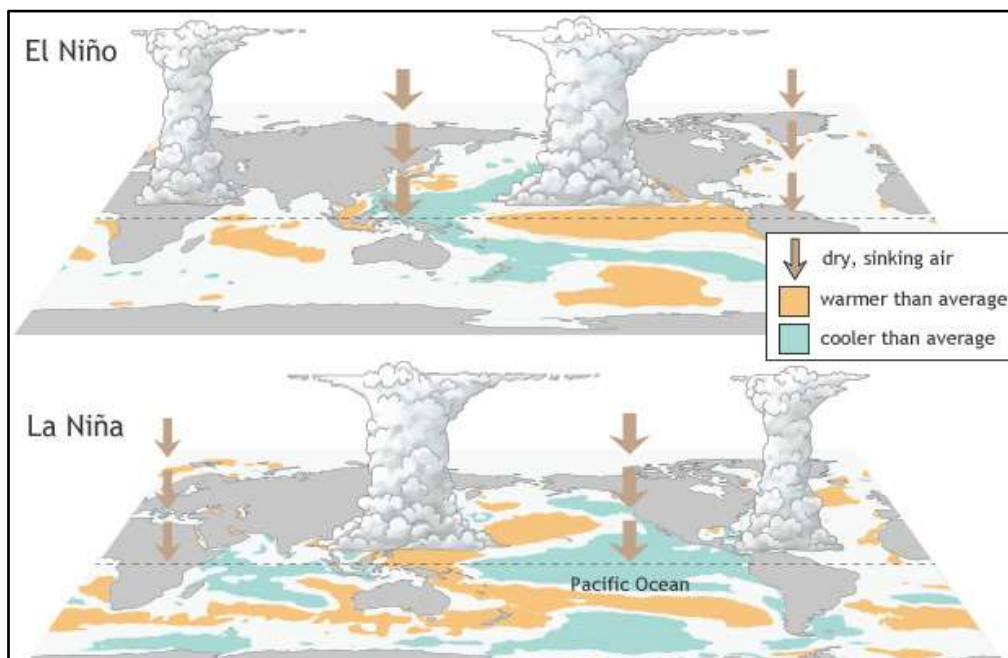 El Niño
dry, sinking air
warmer than average
cooler than average
La Niña
Pacific Ocean